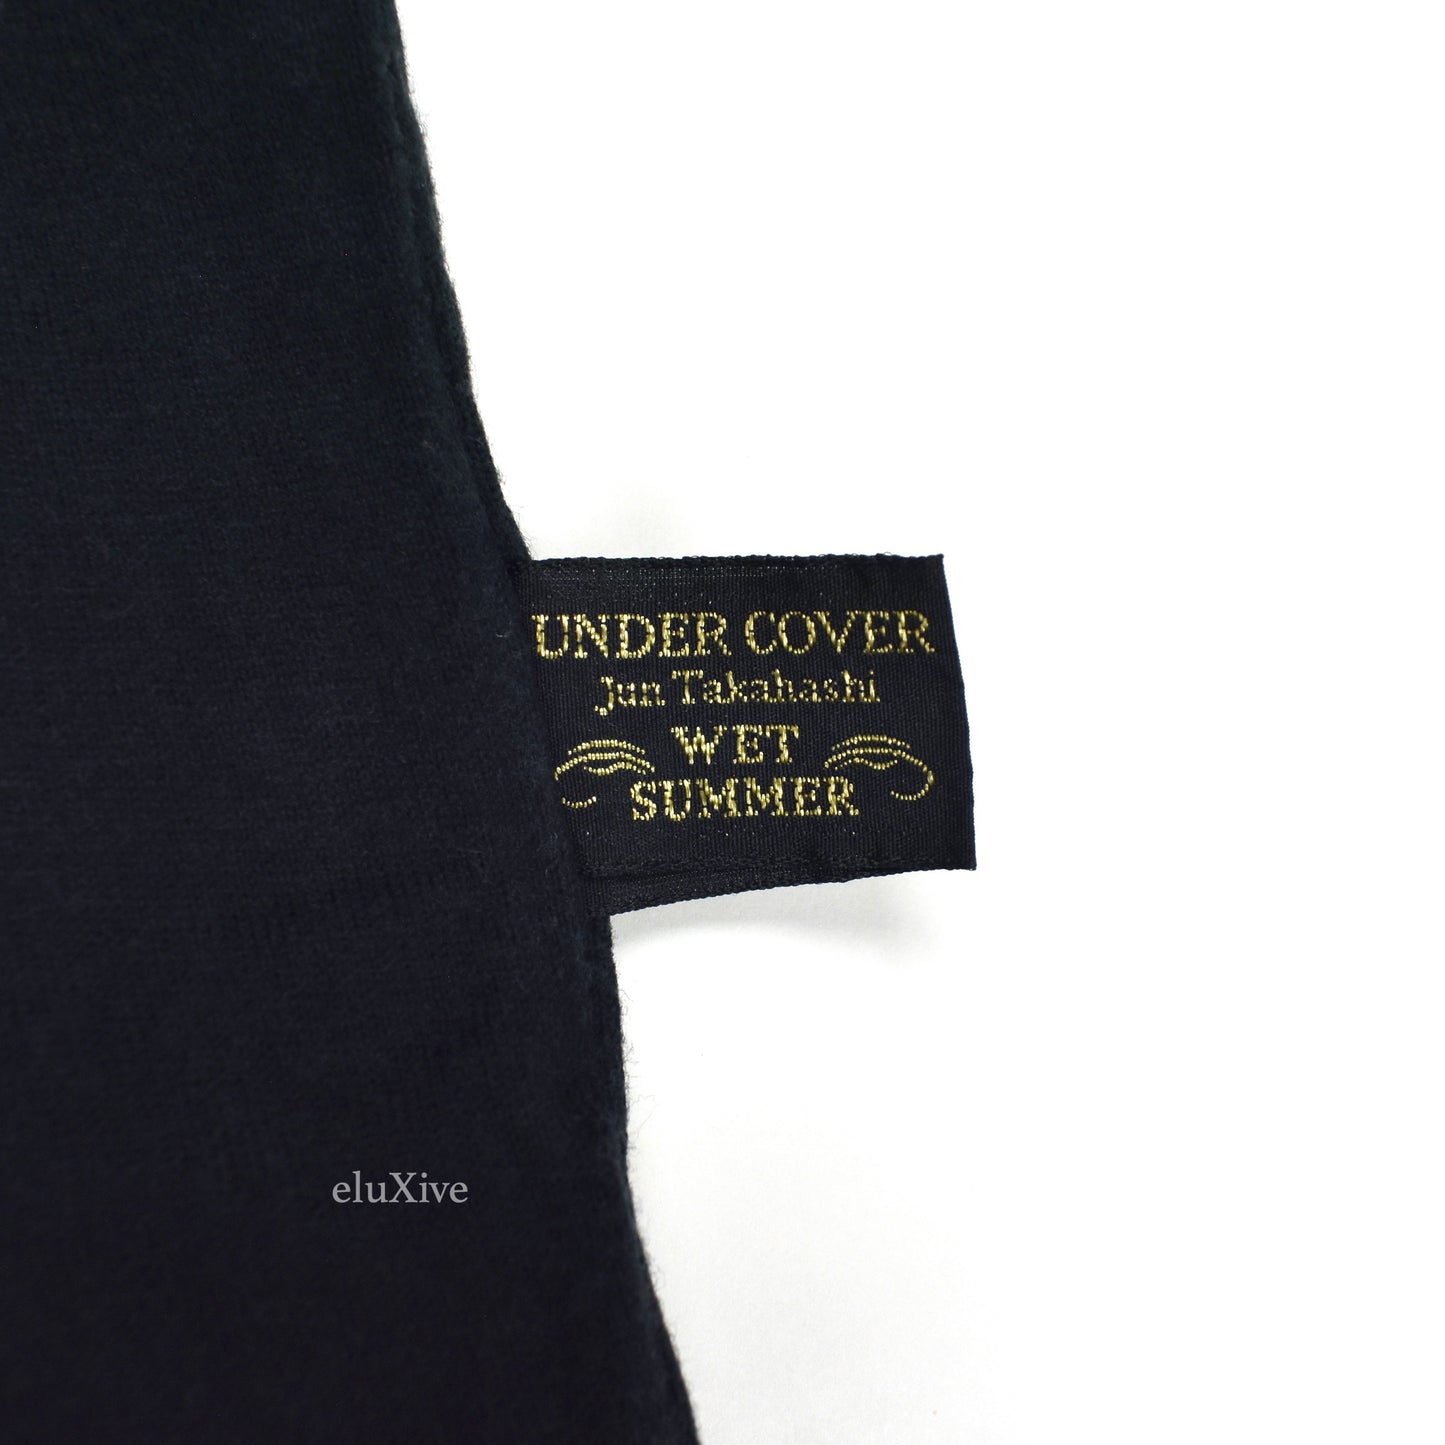 UNDER COVER
Jun Takahashi
WET
SUMMER
eluXive